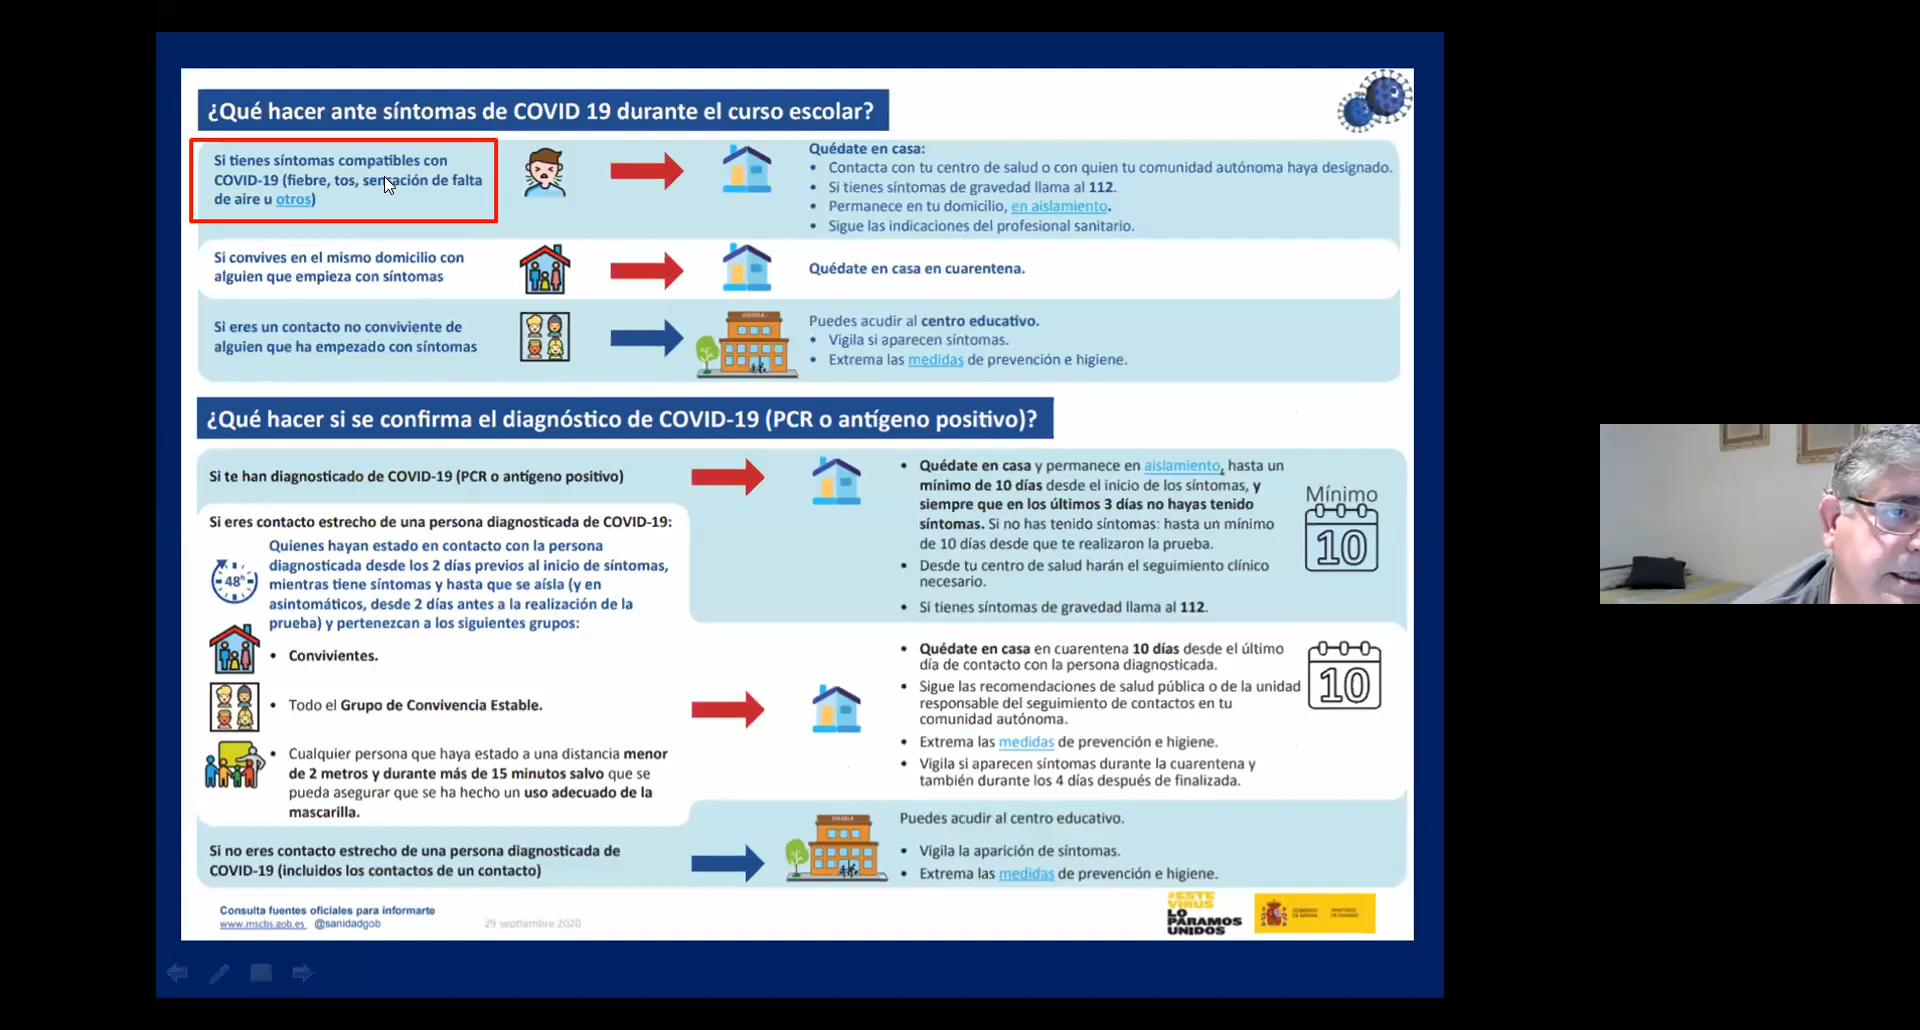 ¿Qué hacer ante síntomas de COVID 19 durante el curso escolar?
Si tienes síntomas compatibles con
COVID-19 (fiebre, tos, sensación de falta
de aire u otros)
Quédate en casa:
• Contacta con tu centro de salud o con quien tu comunidad autónoma haya designado.
• Si tienes síntomas de gravedad llama al 112.
• Permanece en tu domicilio, en aislamiento.
• Sigue las indicaciones del profesional sanitario.
Si convives en el mismo domicilio con
alguien que empieza con síntomas
Quédate en casa en cuarentena.
Si eres un contacto no conviviente de
alguien que ha empezado con síntomas
ESCUELA
Puedes acudir al centro educativo.
• Vigila si aparecen síntomas.
• Extrema las medidas de prevención e higiene.
¿Qué hacer si se confirma el diagnóstico de COVID-19 (PCR o antígeno positivo)?
Si te han diagnosticado de COVID-19 (PCR o antígeno positivo)
• Quédate en casa y permanece en aislamiento, hasta un
mínimo de 10 días desde el inicio de los síntomas, y
siempre que en los últimos 3 días no hayas tenido
síntomas. Si no has tenido síntomas: hasta un mínimo
de 10 días desde que te realizaron la prueba.
• Desde tu centro de salud harán el seguimiento clínico
necesario.
• Si tienes síntomas de gravedad llama al 112.
Mínimo
10
Si eres contacto estrecho de una persona diagnosticada de COVID-19:
48h
Quienes hayan estado en contacto con la persona
diagnosticada desde los 2 días previos al inicio de síntomas,
mientras tiene síntomas y hasta que se aísla (y en
asintomáticos, desde 2 días antes a la realización de la
prueba) y pertenezcan a los siguientes grupos:
• Convivientes.
• Todo el Grupo de Convivencia Estable.
• Cualquier persona que haya estado a una distancia menor
de 2 metros y durante más de 15 minutos salvo que se
pueda asegurar que se ha hecho un uso adecuado de la
mascarilla.
• Quédate en casa en cuarentena 10 días desde el último
día de contacto con la persona diagnosticada.
• Sigue las recomendaciones de salud pública o de la unidad
responsable del seguimiento de contactos en tu
comunidad autónoma.
• Extrema las medidas de prevención e higiene.
• Vigila si aparecen síntomas durante la cuarentena y
también durante los 4 días después de finalizada.
10
Si no eres contacto estrecho de una persona diagnosticada de
COVID-19 (incluidos los contactos de un contacto)
ESCUELA
Puedes acudir al centro educativo.
• Vigila la aparición de síntomas.
• Extrema las medidas de prevención e higiene.
Consulta fuentes oficiales para informarte
www.mscbs.gob.es @sanidadgob
29 septiembre 2020
#ESTE
VIRUS
LO
PARAMOS
UNIDOS
GOBIERNO
DE ESPAÑA
MINISTERIO
DE SANIDAD